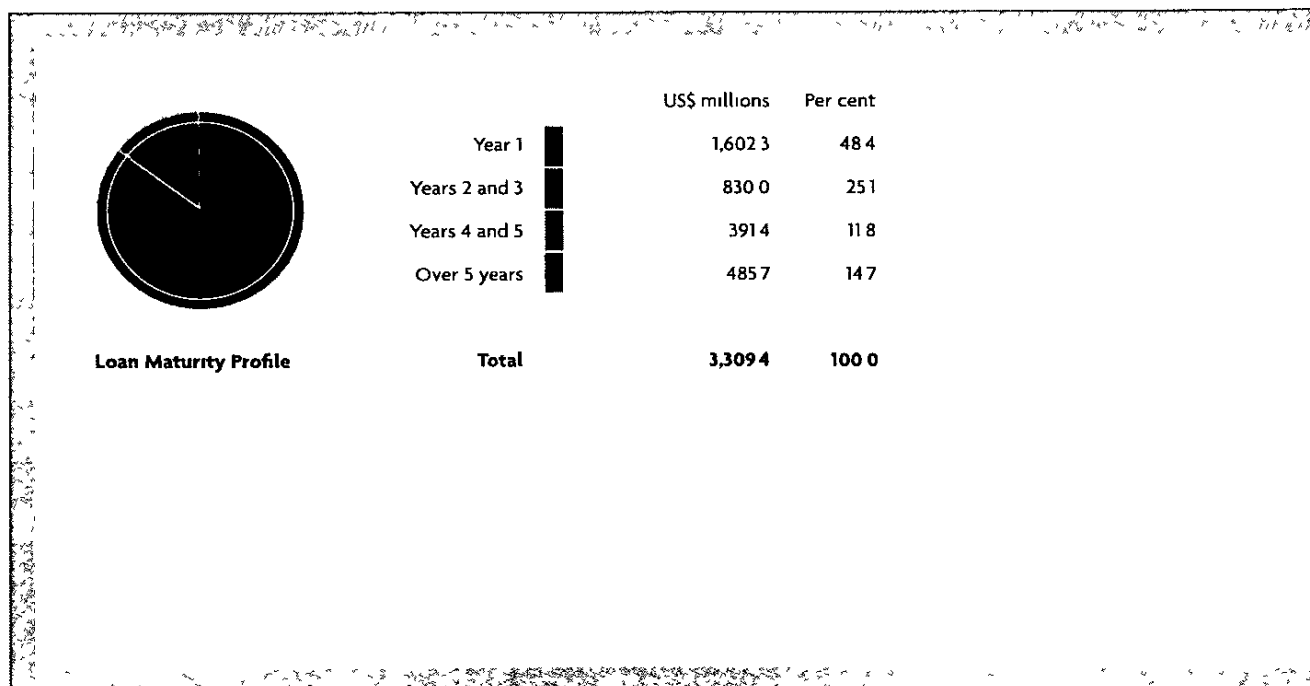 US$ millions Per cent
Year 1 1,602 3 48 4
Years 2 and 3 830 0 25 1
Years 4 and 5 391 4 11 8
Over 5 years 485 7 14 7
Loan Maturity Profile Total 3,309 4 100 0